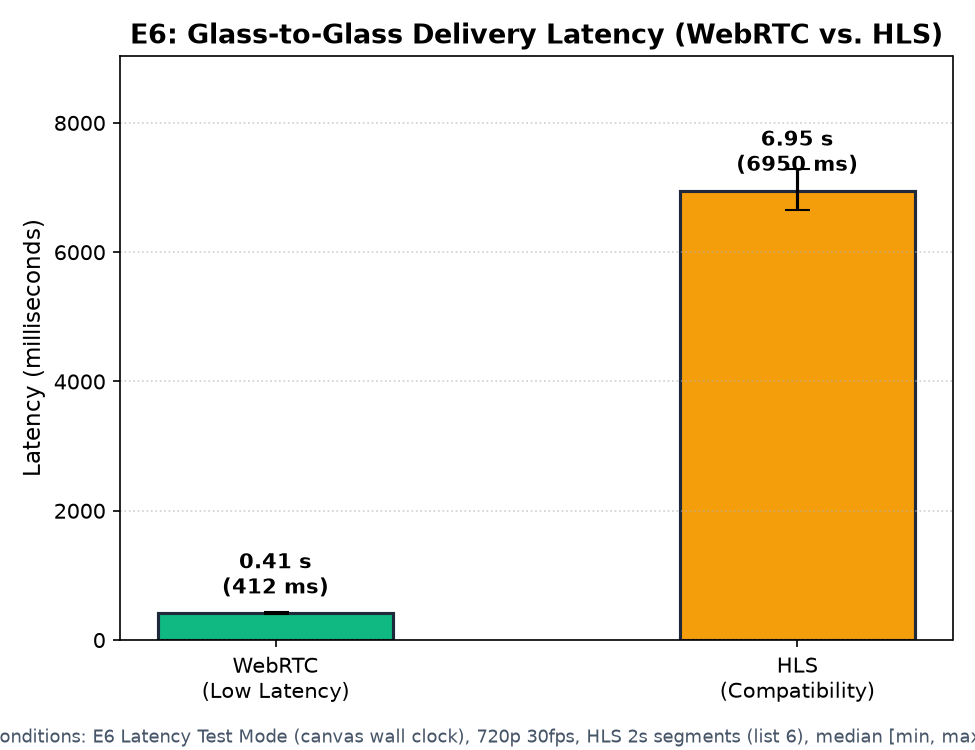 E6: Glass-to-Glass Delivery Latency (WebRTC vs. HLS)
Latency (milliseconds)
8000
6000
4000
2000
0
6.95 s
(6950 ms)
0.41 s
(412 ms)
WebRTC
(Low Latency)
HLS
(Compatibility)
onditions: E6 Latency Test Mode (canvas wall clock), 720p 30fps, HLS 2s segments (list 6), median [min, ma